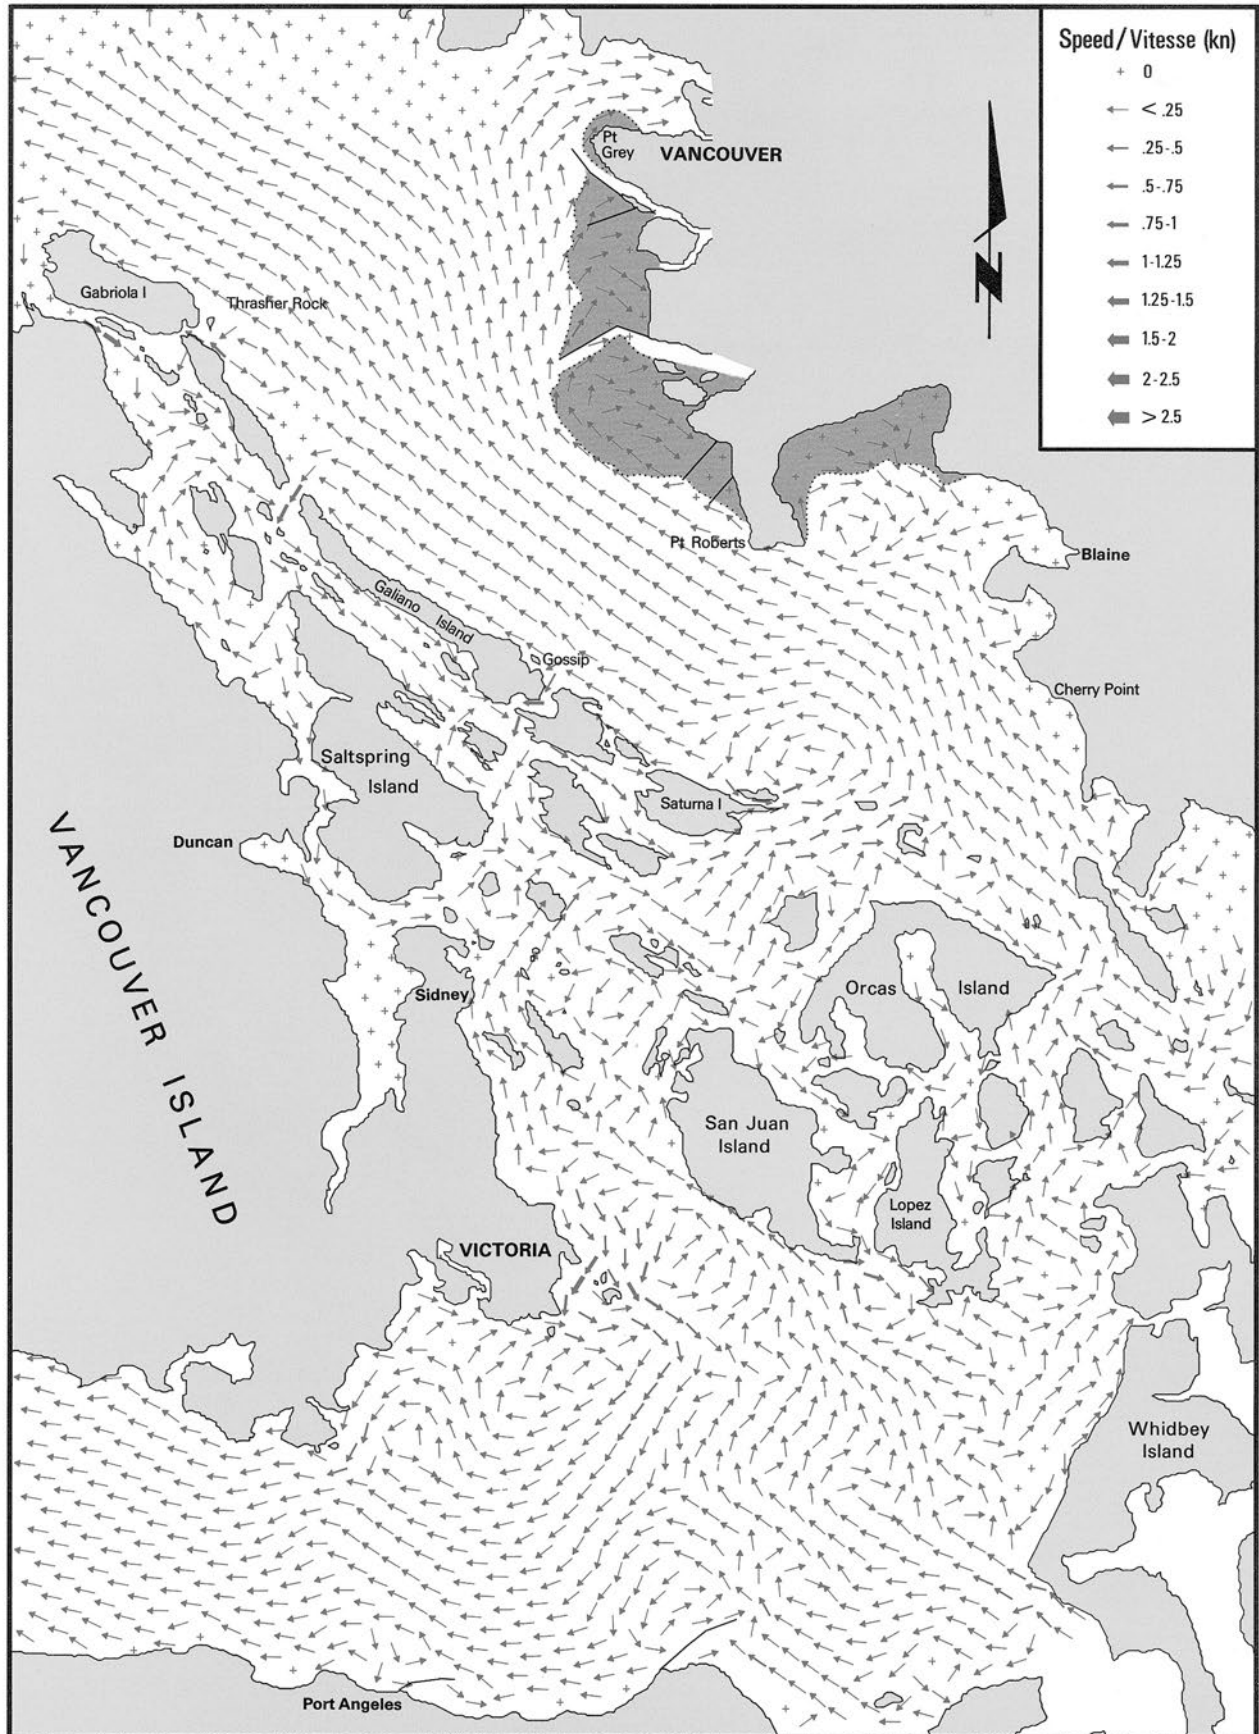 Speed/Vitesse (kn)
+ 0
< .25
.25-.5
.5-.75
.75-1
1-1.25
1.25-1.5
1.5-2
2-2.5
> 2.5
N
Pt
Grey
VANCOUVER
Gabriola I
Thrasher Rock
Pt Roberts
Blaine
Galiano
Island
Gossip
Cherry Point
Saltspring
Island
Saturna I
Duncan
VANCOUVER ISLAND
Sidney
Orcas Island
San Juan
Island
Lopez
Island
VICTORIA
Whidbey
Island
Port Angeles